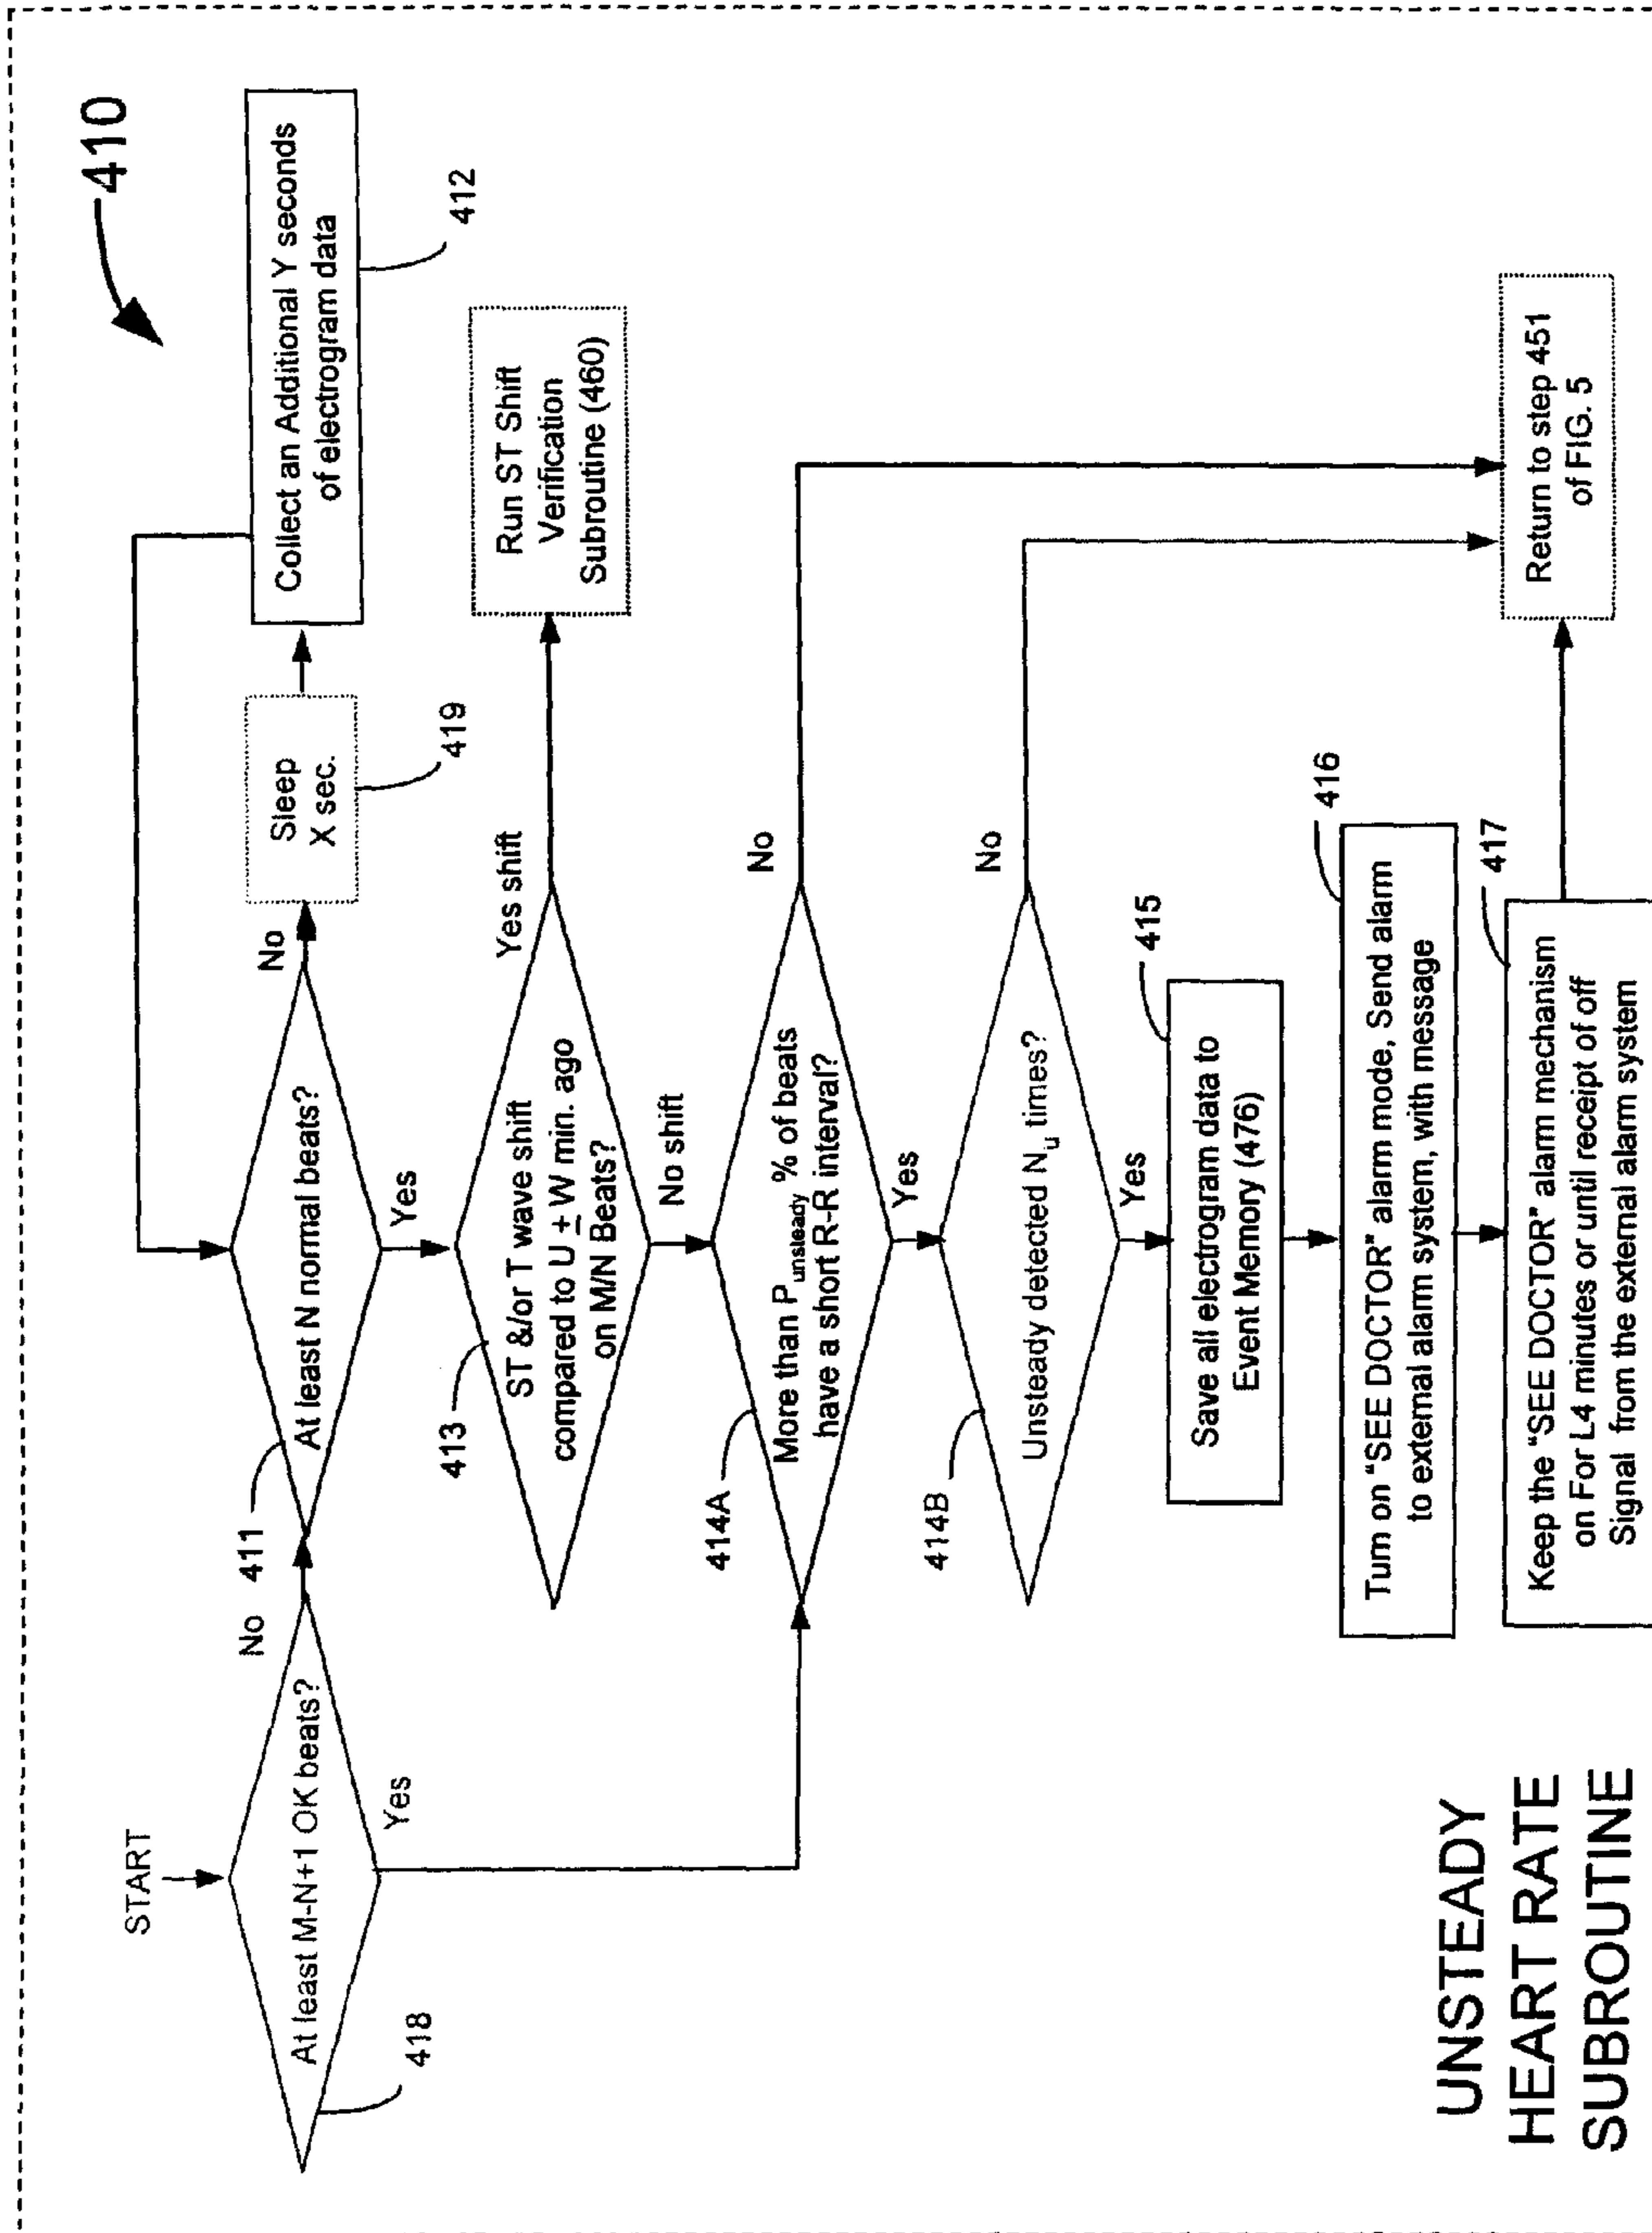 410
START
At least M-N+1 OK beats?
418
No
Yes
411
At least N normal beats?
No
Yes
Sleep
X sec.
419
Collect an Additional Y seconds
of electrogram data
412
413
ST &/or T wave shift
compared to U ± W min. ago
on M/N Beats?
Yes shift
No shift
Run ST Shift
Verification
Subroutine (460)
414A
More than Punsteady % of beats
have a short R-R interval?
No
Yes
414B
Unsteady detected Nu times?
No
Yes
415
Save all electrogram data to
Event Memory (476)
416
Turn on "SEE DOCTOR" alarm mode, Send alarm
to external alarm system, with message
417
Keep the "SEE DOCTOR" alarm mechanism
on For L4 minutes or until receipt of off
Signal from the external alarm system
Return to step 451
of FIG. 5
UNSTEADY
HEART RATE
SUBROUTINE